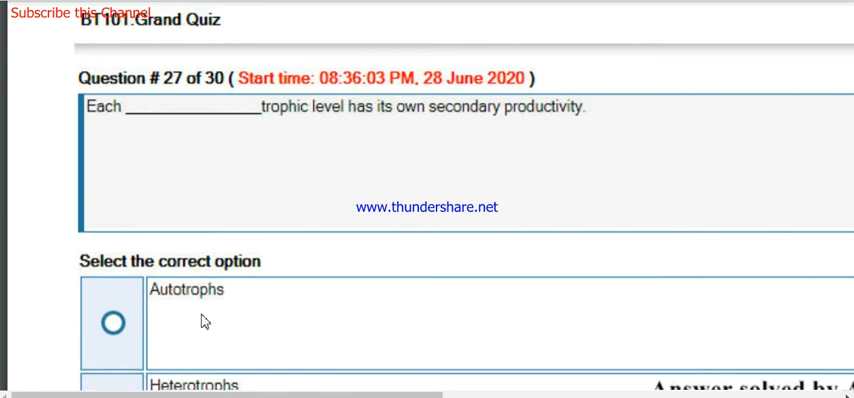 Subscribe this Channel
BT101:Grand Quiz
Question # 27 of 30 ( Start time: 08:36:03 PM, 28 June 2020 )
Each ________________trophic level has its own secondary productivity.
www.thundershare.net
Select the correct option
Autotrophs
Heterotrophs
Answer solved by